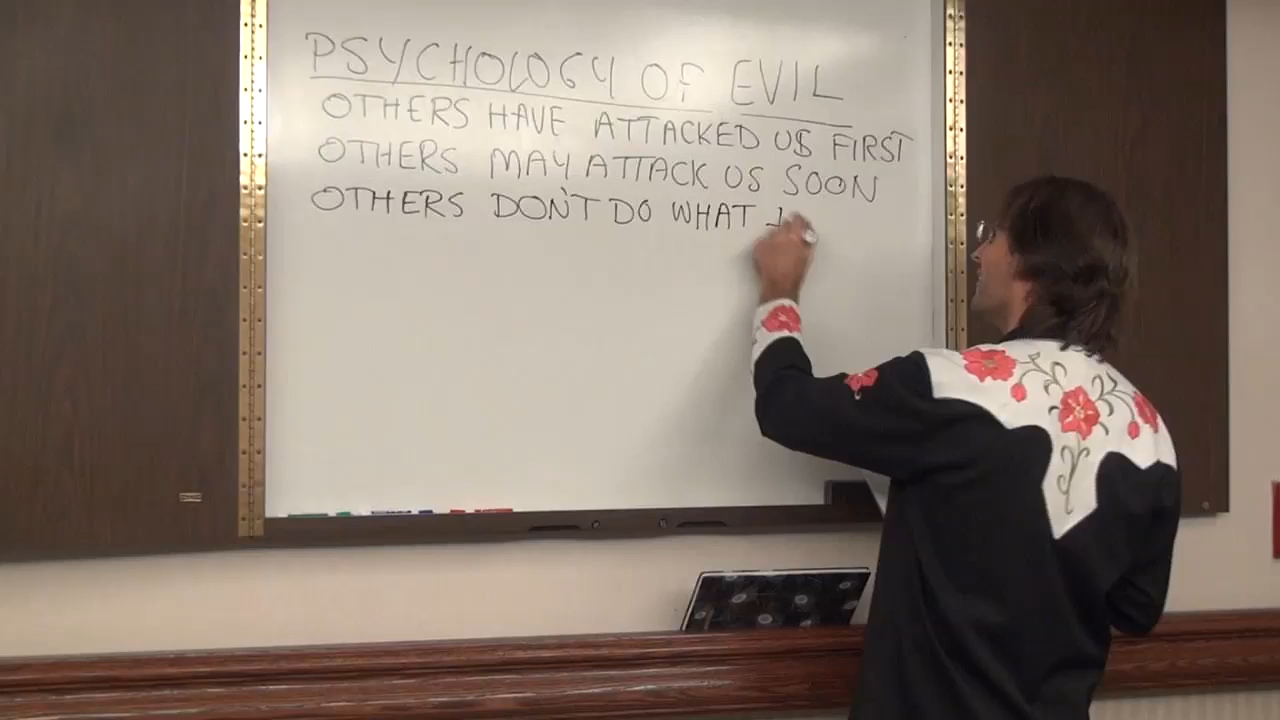 PSYCHOLOGY OF EVIL
OTHERS HAVE ATTACKED US FIRST
OTHERS MAY ATTACK US SOON
OTHERS DON'T DO WHAT